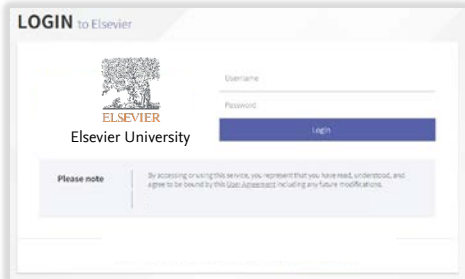 LOGIN to Elsevier
Username
ELSEVIER
Password
Elsevier University
Login
Please note
By accessing or using this service, you represent that you have read, understood, and
agree to be bound by this User Agreement including any future modifications.